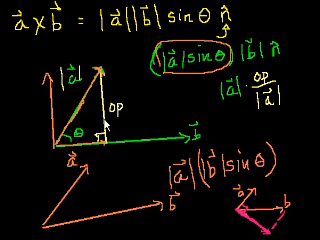 a⃗ × b⃗ = |a⃗||b⃗| sin θ n̂
(|a⃗| sin θ) |b⃗| n̂
|a⃗| · op/|a⃗|
|a⃗|
op
θ
b⃗
a⃗
|a⃗|(|b⃗| sin θ)
b⃗
a⃗
b